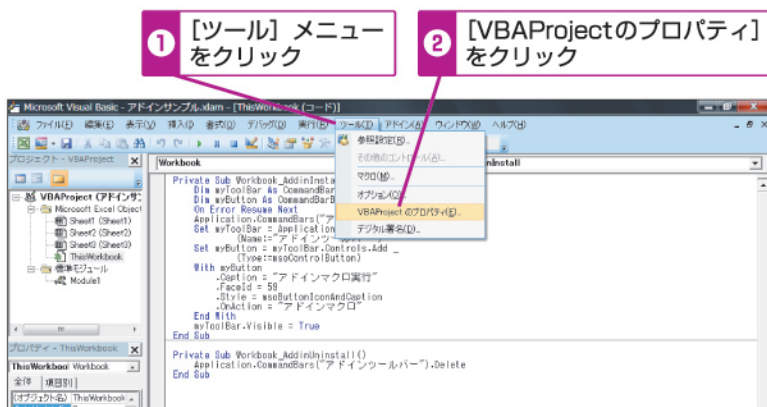 1
[ツール] メニュー
をクリック
2
[VBAProjectのプロパティ]
をクリック
Microsoft Visual Basic - アドインサンプル.xlam - [ThisWorkbook (コード)]
ファイル(F) 編集(E) 表示(V) 挿入(I) 書式(O) デバッグ(D) 実行(R) ツール(T) アドイン(A) ウィンドウ(W) ヘルプ(H)
参照設定(R)...
その他のコントロール(A)...
マクロ(M)...
オプション(O)...
VBAProject のプロパティ(E)...
デジタル署名(D)...
プロジェクト - VBAProject
VBAProject (アドインサン
Microsoft Excel Object
Sheet1 (Sheet1)
Sheet2 (Sheet2)
Sheet3 (Sheet3)
ThisWorkbook
標準モジュール
Module1
プロパティ - ThisWorkbook
ThisWorkbool Workbook
全体 項目別
(オブジェクト名) ThisWorkbook
Workbook
nInstall
Private Sub Workbook_AddinInsta
Dim myToolBar As CommandBar
Dim myButton As CommandBarB
On Error Resume Next
Application.CommandBars("ア
Set myToolBar = Application
(Name:="アドインツー
Set myButton = myToolBar.Controls.Add _
(Type:=msoControlButton)
With myButton
.Caption = "アドインマクロ実行"
.FaceId = 59
.Style = msoButtonIconAndCaption
.OnAction = "アドインマクロ"
End With
myToolBar.Visible = True
End Sub
Private Sub Workbook_AddinUninstall()
Application.CommandBars("アドインツールバー").Delete
End Sub